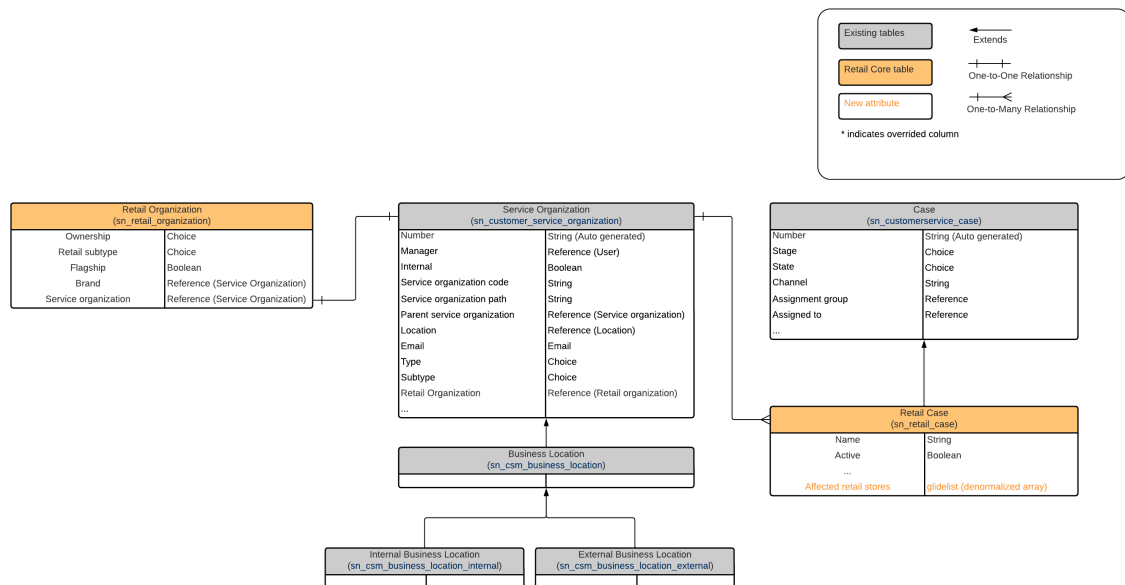 Existing tables
Extends
Retail Core table
One-to-One Relationship
New attribute
One-to-Many Relationship
* indicates overrided column
Retail Organization
(sn_retail_organization)
Ownership Choice
Retail subtype Choice
Flagship Boolean
Brand Reference (Service Organization)
Service organization Reference (Service Organization)
Service Organization
(sn_customer_service_organization)
Number String (Auto generated)
Manager Reference (User)
Internal Boolean
Service organization code String
Service organization path String
Parent service organization Reference (Service organization)
Location Reference (Location)
Email Email
Type Choice
Subtype Choice
Retail Organization Reference (Retail organization)
...
Case
(sn_customerservice_case)
Number String (Auto generated)
Stage Choice
State Choice
Channel String
Assignment group Reference
Assigned to Reference
...
Retail Case
(sn_retail_case)
Name String
Active Boolean
...
Affected retail stores glidelist (denormalized array)
Business Location
(sn_csm_business_location)
Internal Business Location
(sn_csm_business_location_internal)
External Business Location
(sn_csm_business_location_external)